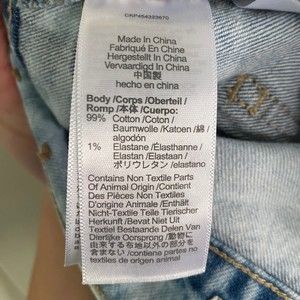 CKP454323670
Made In China
Fabriqué En Chine
Hergestellt In China
Vervaardigd In China
中国製
hecho en china
Body /Corps /Oberteil /
Romp /本体 /Cuerpo:
99% Cotton /Coton /
Baumwolle /Katoen /綿/
algodón
1% Elastane /Élasthanne /
Elastan /Elastaan /
ポリウレタン /elastano
Contains Non Textile Parts
Of Animal Origin /Contient
Des Pièces Non Textiles
D'origine Animale /Enthält
Nicht-Textile Teile Tierischer
Herkunft /Bevat Niet Uit
Textiel Bestaande Delen Van
Dierlijke Oorsprong /動物に
由来する布地以外の部分を
含まれています /contiene partes no
textiles de origen animal